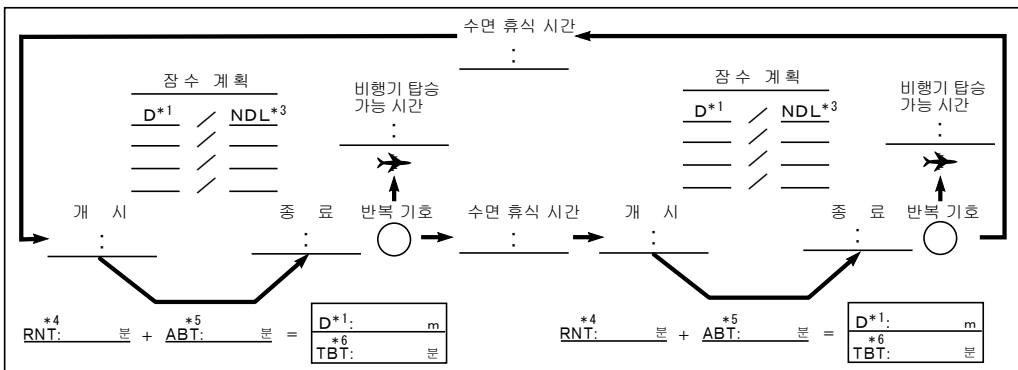 수면 휴식 시간
:
잠 수 계 획
D*1 / NDL*3
/
/
/
비행기 탑승
가능 시간
:
개 시
:
종 료
:
반복 기호
수면 휴식 시간
:
RNT:*4 분 + ABT:*5 분 =
D*1: m
TBT:*6 분
잠 수 계 획
D*1 / NDL*3
/
/
/
비행기 탑승
가능 시간
:
개 시
:
종 료
:
반복 기호
RNT:*4 분 + ABT:*5 분 =
D*1: m
TBT:*6 분